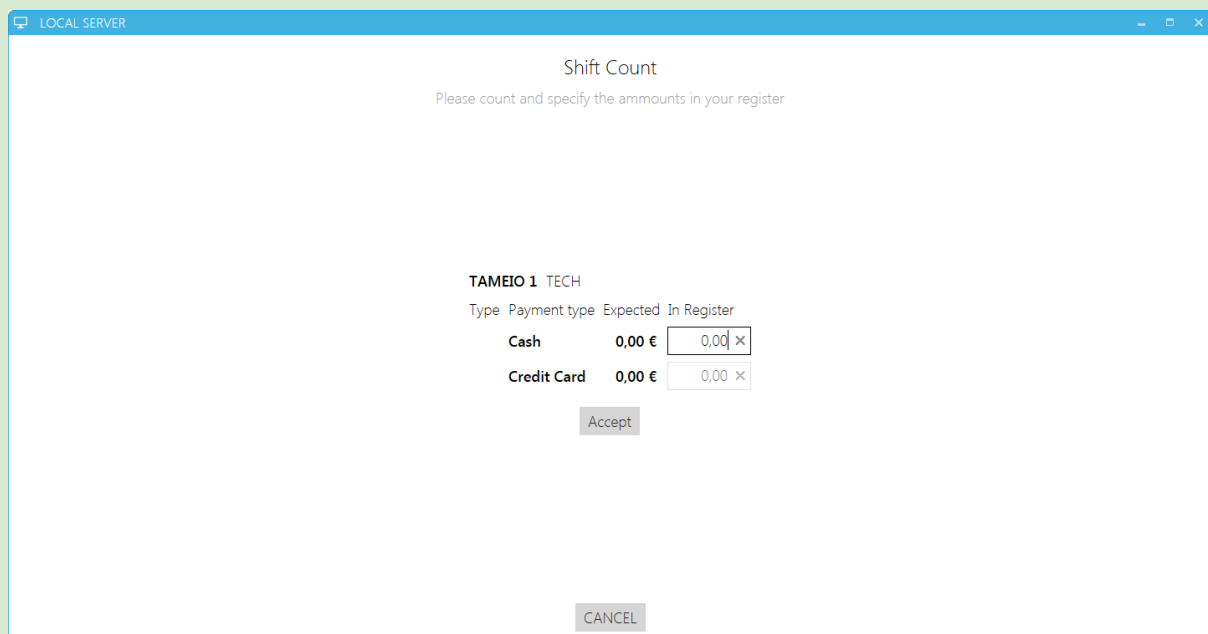 LOCAL SERVER
Shift Count
Please count and specify the ammounts in your register
TAMEIO 1 TECH
Type Payment type Expected In Register
Cash 0,00 € 0,00
Credit Card 0,00 € 0,00
Accept
CANCEL